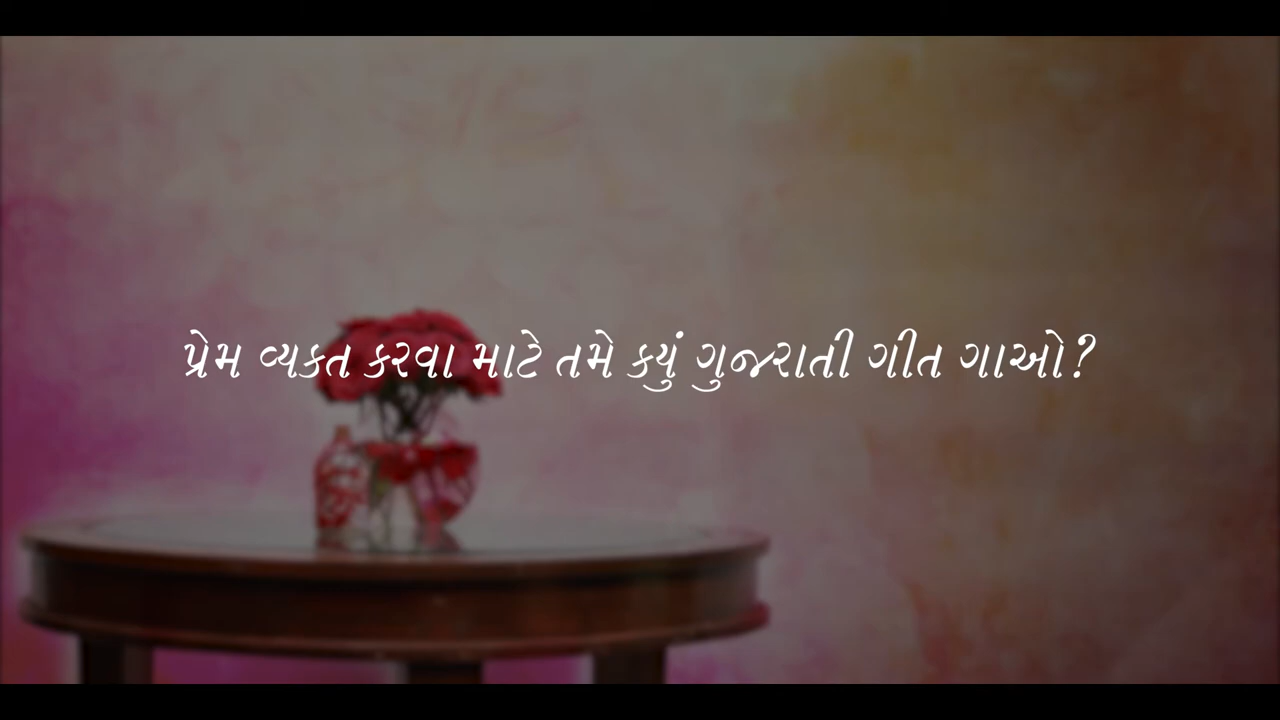 પ્રેમ વ્યક્ત કરવા માટે તમે કયું ગુજરાતી ગીત ગાઓ?